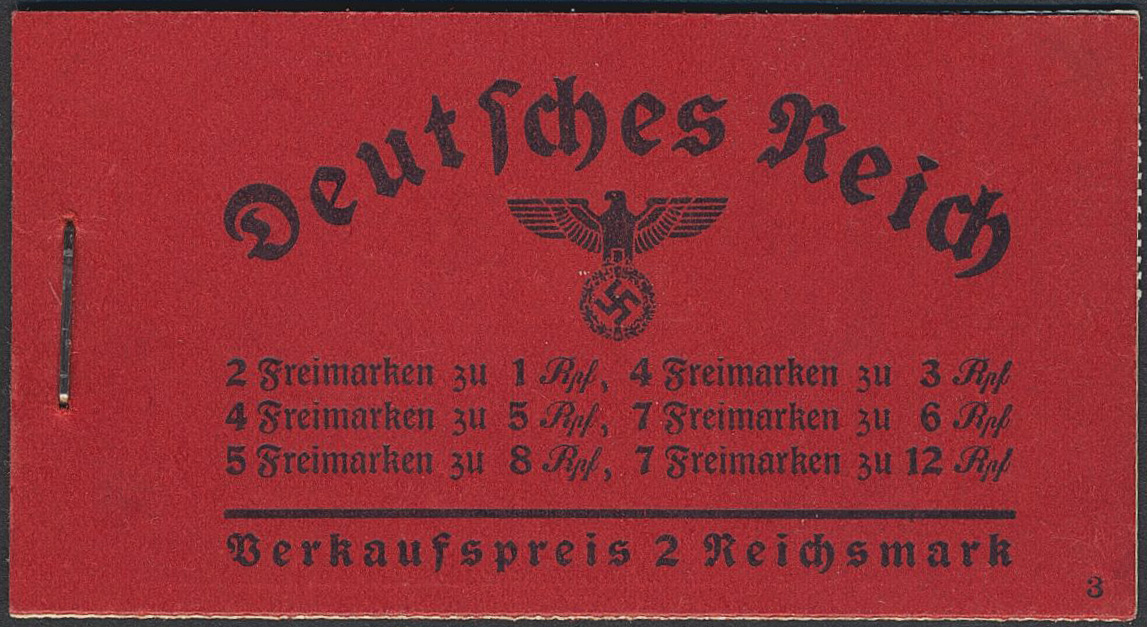 Deutsches Reich
2 Freimarken zu 1 Rpf, 4 Freimarken zu 3 Rpf
4 Freimarken zu 5 Rpf, 7 Freimarken zu 6 Rpf
5 Freimarken zu 8 Rpf, 7 Freimarken zu 12 Rpf
Verkaufspreis 2 Reichsmark
3